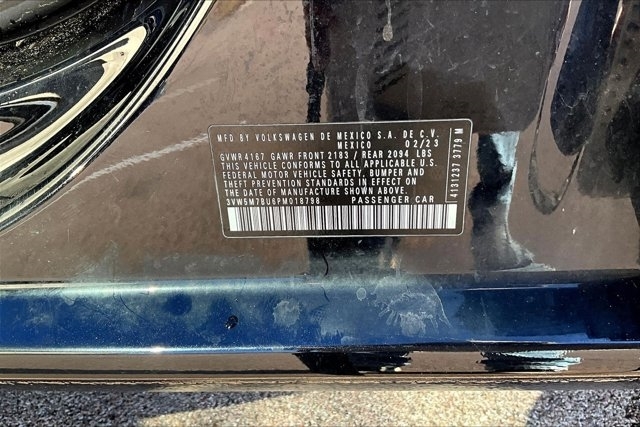 MFD BY VOLKSWAGEN DE MEXICO S.A. DE C.V.
MEXICO 02/23
GVWR 4167 GAWR FRONT 2183 / REAR 2094 LBS
THIS VEHICLE CONFORMS TO ALL APPLICABLE U.S.
FEDERAL MOTOR VEHICLE SAFETY, BUMPER AND
THEFT PREVENTION STANDARDS IN EFFECT ON
THE DATE OF MANUFACTURE SHOWN ABOVE.
3VW5M7BU6PM018798 PASSENGER CAR
4131237 3779 M